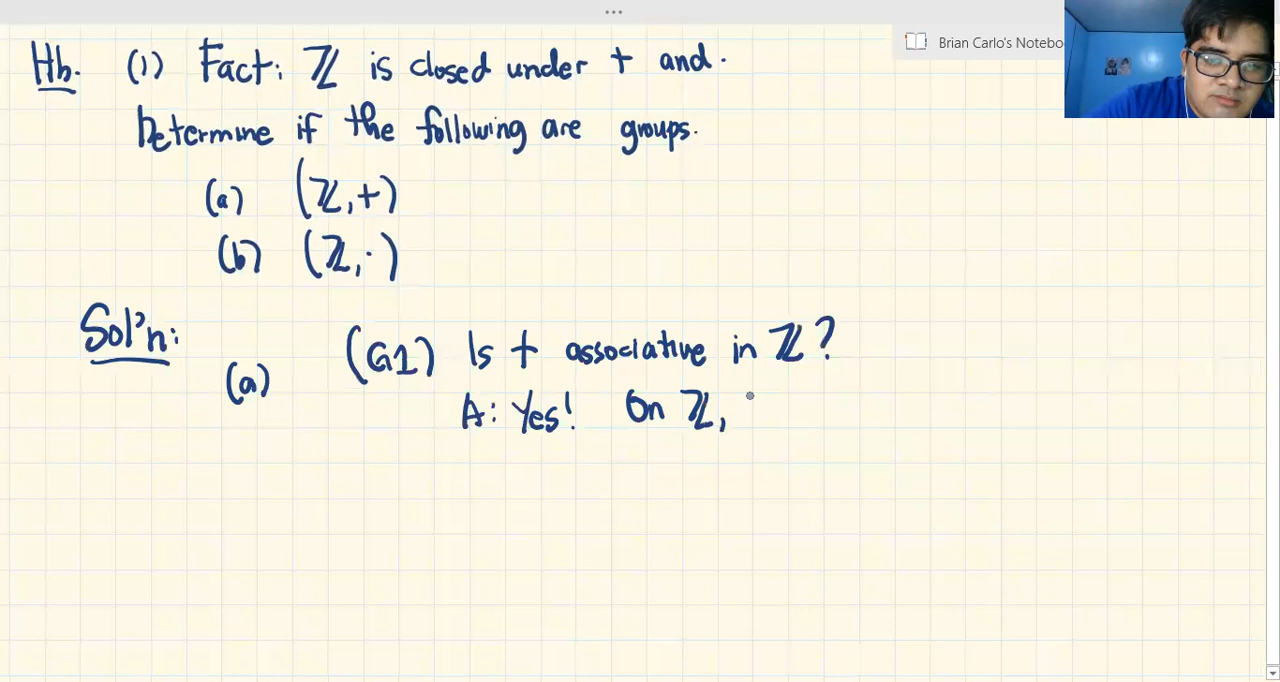 Hb. (1) Fact: ℤ is closed under + and ·
Determine if the following are groups.
(a) (ℤ,+)
(b) (ℤ,·)
Sol'n:
(a) (G1) Is + associative in ℤ?
A: Yes! On ℤ,
Brian Carlo's Notebo